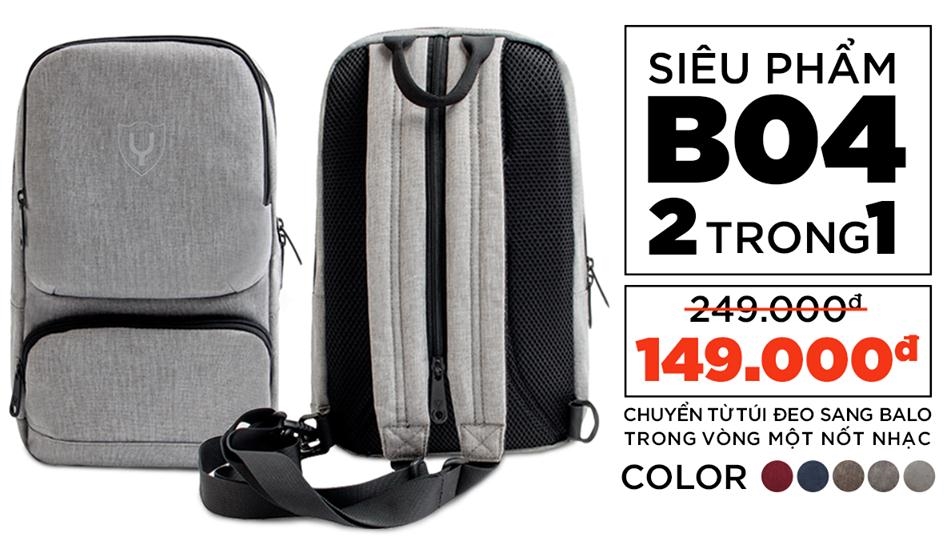 SIÊU PHẨM
B04
2 TRONG 1
249.000đ
149.000đ
CHUYỂN TỪ TÚI ĐEO SANG BALO
TRONG VÒNG MỘT NỐT NHẠC
COLOR